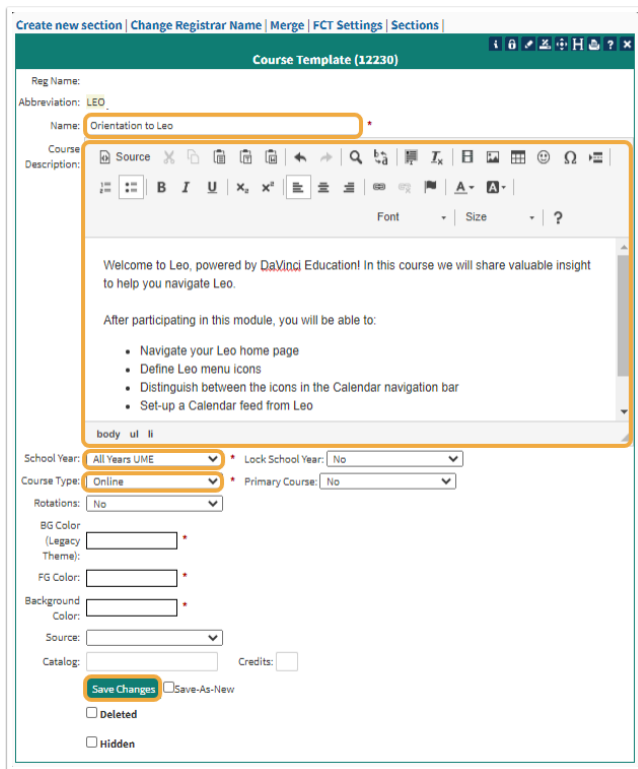 Create new section | Change Registrar Name | Merge | FCT Settings | Sections |
Course Template (12230)
Reg Name:
Abbreviation: LEO
Name: Orientation to Leo *
Course Description:
Source
B I U x₂ x² A A
Font Size ?
Welcome to Leo, powered by DaVinci Education! In this course we will share valuable insight
to help you navigate Leo.
After participating in this module, you will be able to:
• Navigate your Leo home page
• Define Leo menu icons
• Distinguish between the icons in the Calendar navigation bar
• Set-up a Calendar feed from Leo
body ul li
School Year: All Years UME * Lock School Year: No
Course Type: Online * Primary Course: No
Rotations: No
BG Color
(Legacy
Theme): *
FG Color: *
Background
Color: *
Source:
Catalog: Credits:
Save Changes Save-As-New
Deleted
Hidden